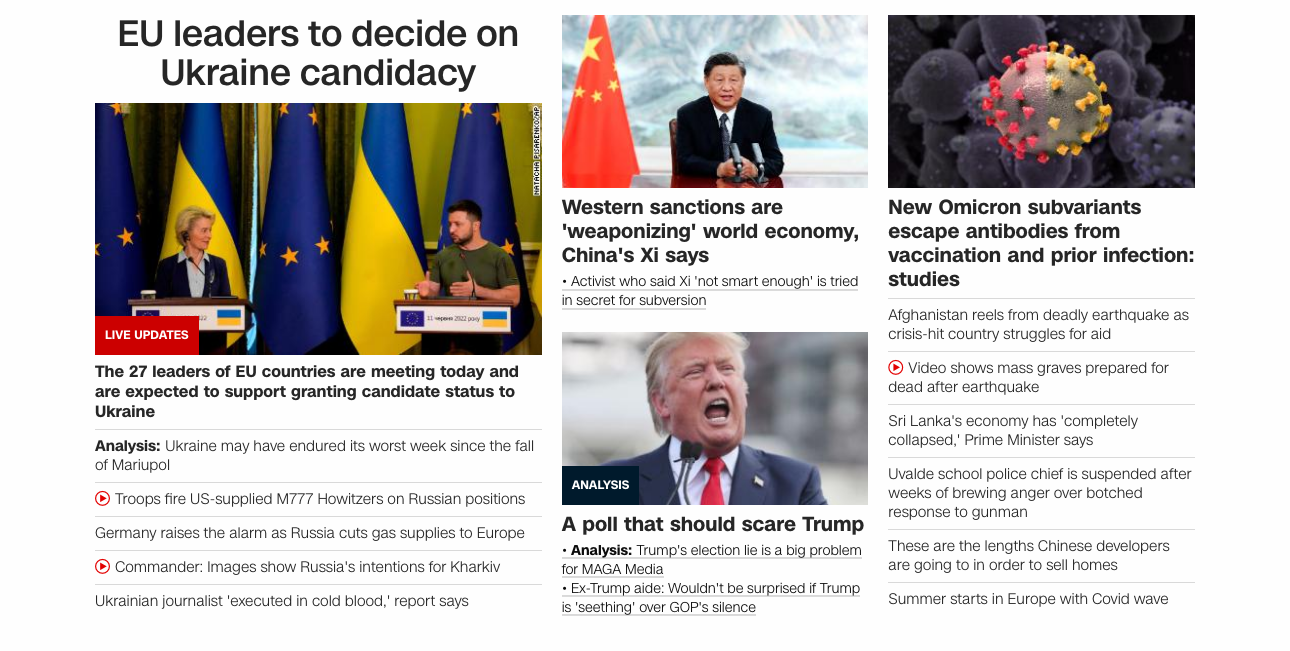 EU leaders to decide on
Ukraine candidacy
NATACHA PISARENKO/AP
11 червня 2022 року
LIVE UPDATES
The 27 leaders of EU countries are meeting today and
are expected to support granting candidate status to
Ukraine
Analysis: Ukraine may have endured its worst week since the fall
of Mariupol
Troops fire US-supplied M777 Howitzers on Russian positions
Germany raises the alarm as Russia cuts gas supplies to Europe
Commander: Images show Russia's intentions for Kharkiv
Ukrainian journalist 'executed in cold blood,' report says
Western sanctions are
'weaponizing' world economy,
China's Xi says
• Activist who said Xi 'not smart enough' is tried
in secret for subversion
ANALYSIS
A poll that should scare Trump
• Analysis: Trump's election lie is a big problem
for MAGA Media
• Ex-Trump aide: Wouldn't be surprised if Trump
is 'seething' over GOP's silence
New Omicron subvariants
escape antibodies from
vaccination and prior infection:
studies
Afghanistan reels from deadly earthquake as
crisis-hit country struggles for aid
Video shows mass graves prepared for
dead after earthquake
Sri Lanka's economy has 'completely
collapsed,' Prime Minister says
Uvalde school police chief is suspended after
weeks of brewing anger over botched
response to gunman
These are the lengths Chinese developers
are going to in order to sell homes
Summer starts in Europe with Covid wave